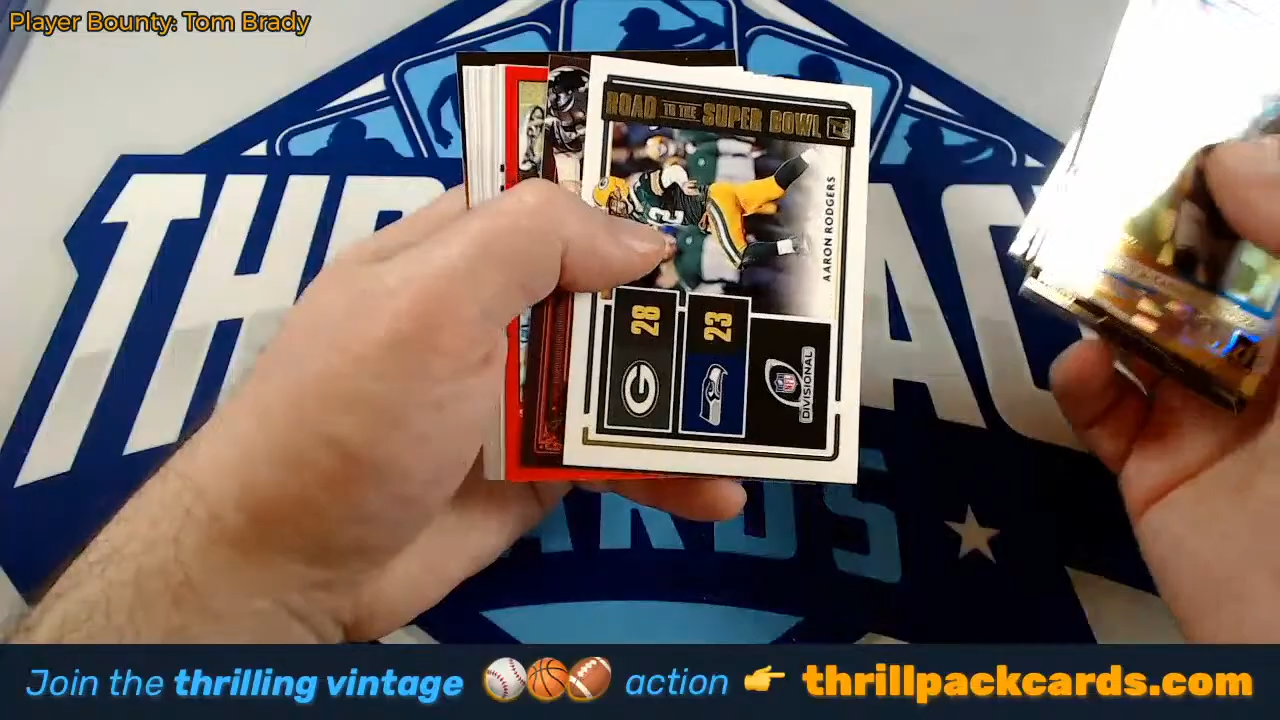 Player Bounty: Tom Brady
ROAD TO THE SUPER BOWL
AARON RODGERS
28
G
23
NFL
DIVISIONAL
Join the thrilling vintage action 👉 thrillpackcards.com